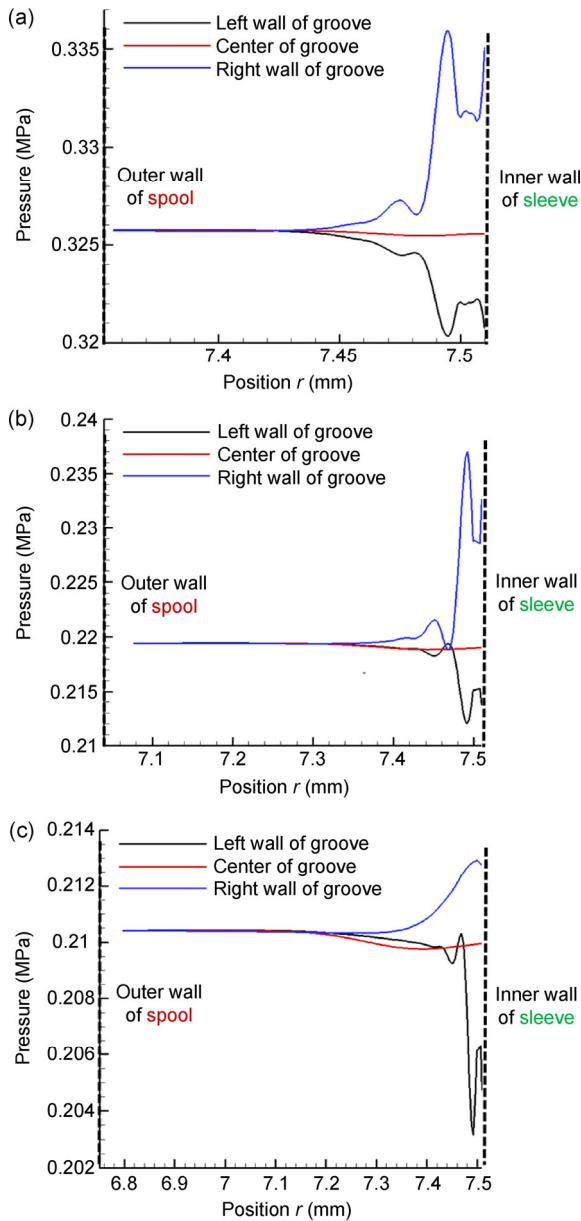 (a)
Left wall of groove
Center of groove
Right wall of groove
0.335
0.33
0.325
0.32
Pressure (MPa)
Outer wall
of spool
Inner wall
of sleeve
7.4
7.45
7.5
Position r (mm)
(b)
Left wall of groove
Center of groove
Right wall of groove
0.24
0.235
0.23
0.225
0.22
0.215
0.21
Pressure (MPa)
Outer wall
of spool
Inner wall
of sleeve
7.1
7.2
7.3
7.4
7.5
Position r (mm)
(c)
Left wall of groove
Center of groove
Right wall of groove
0.214
0.212
0.21
0.208
0.206
0.204
0.202
Pressure (MPa)
Outer wall
of spool
Inner wall
of sleeve
6.8
6.9
7
7.1
7.2
7.3
7.4
7.5
Position r (mm)